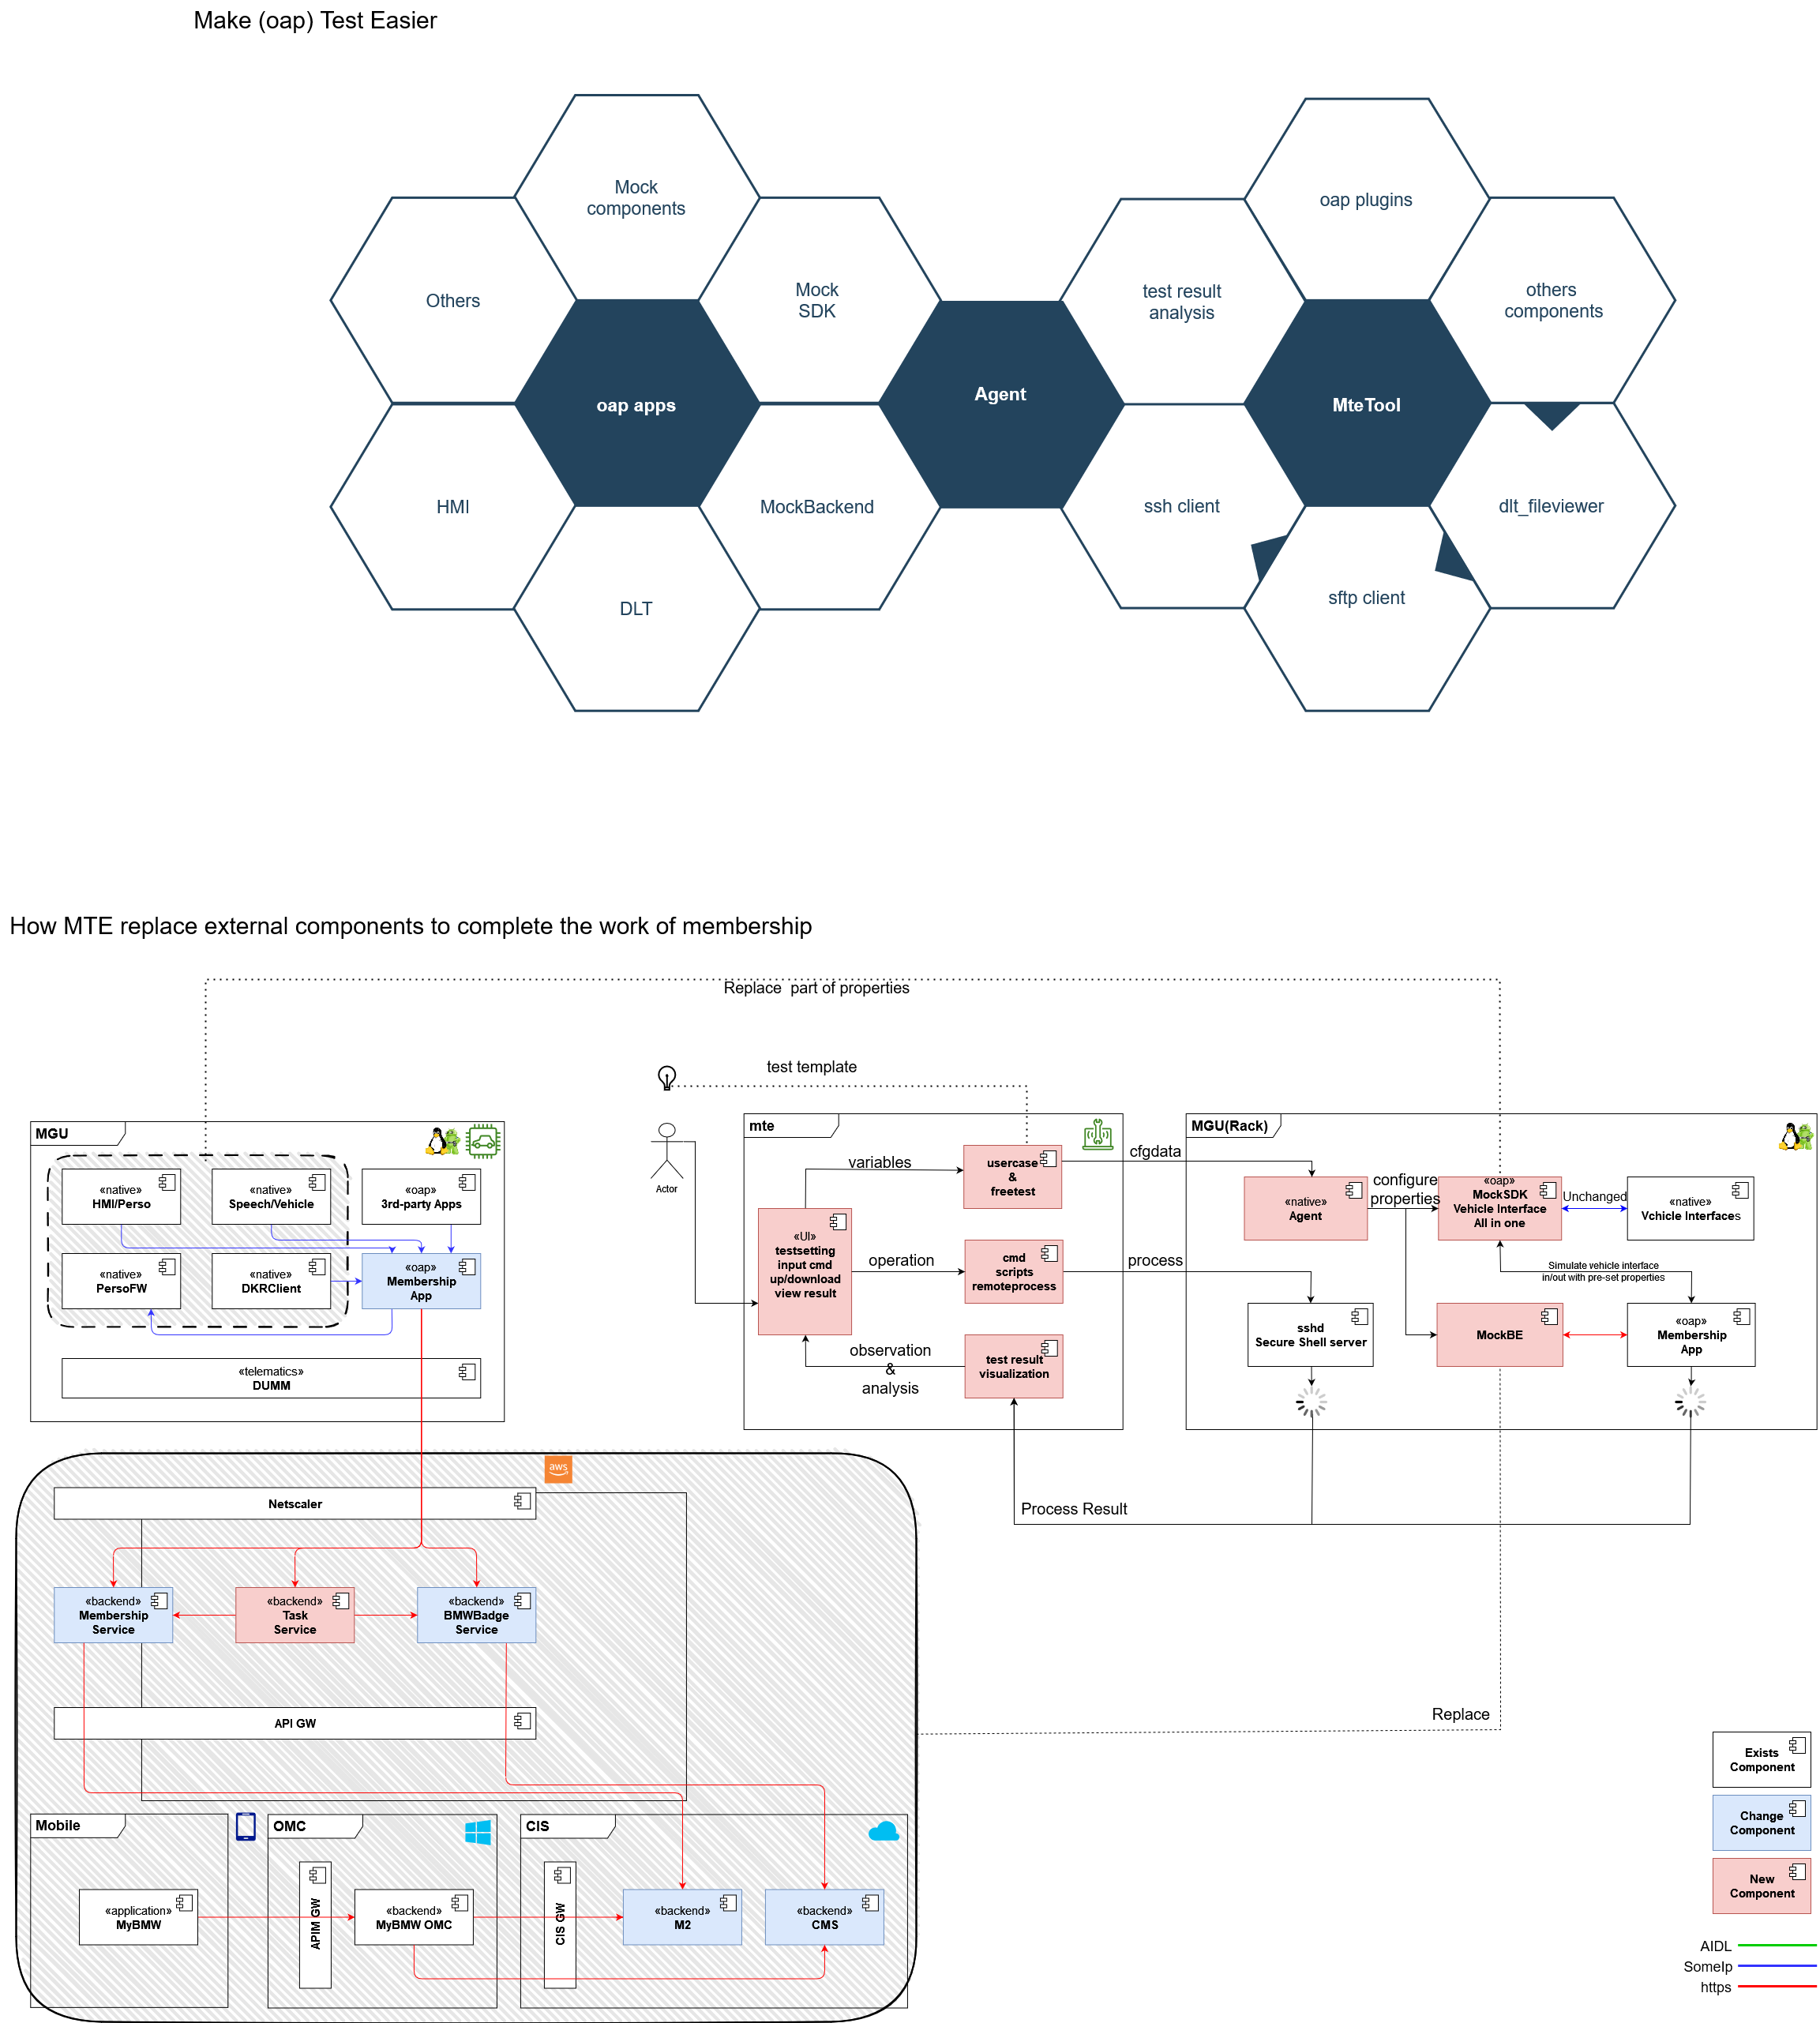 Make (oap) Test Easier
Mock
components
oap plugins
Others
Mock
SDK
test result
analysis
others
components
oap apps
Agent
MteTool
HMI
MockBackend
ssh client
dlt_fileviewer
DLT
sftp client
How MTE replace external components to complete the work of membership
Replace  part of properties
test template
MGU
«native»
HMI/Perso
«native»
Speech/Vehicle
«oap»
3rd-party Apps
«native»
PersoFW
«native»
DKRClient
«oap»
Membership
App
«telematics»
DUMM
Actor
mte
variables
usercase
&
freetest
«UI»
testsetting
input cmd
up/download
view result
operation
cmd
scripts
remoteprocess
observation
&
analysis
test result
visualization
cfgdata
process
Process Result
MGU(Rack)
«native»
Agent
configure
properties
«oap»
MockSDK
Vehicle Interface
All in one
Unchanged
«native»
Vchicle Interfaces
Simulate vehicle interface
in/out with pre-set properties
sshd
Secure Shell server
MockBE
«oap»
Membership
App
aws
Netscaler
«backend»
Membership
Service
«backend»
Task
Service
«backend»
BMWBadge
Service
API GW
Replace
Mobile
«application»
MyBMW
OMC
APIM GW
«backend»
MyBMW OMC
CIS
CIS GW
«backend»
M2
«backend»
CMS
Exists
Component
Change
Component
New
Component
AIDL
SomeIp
https